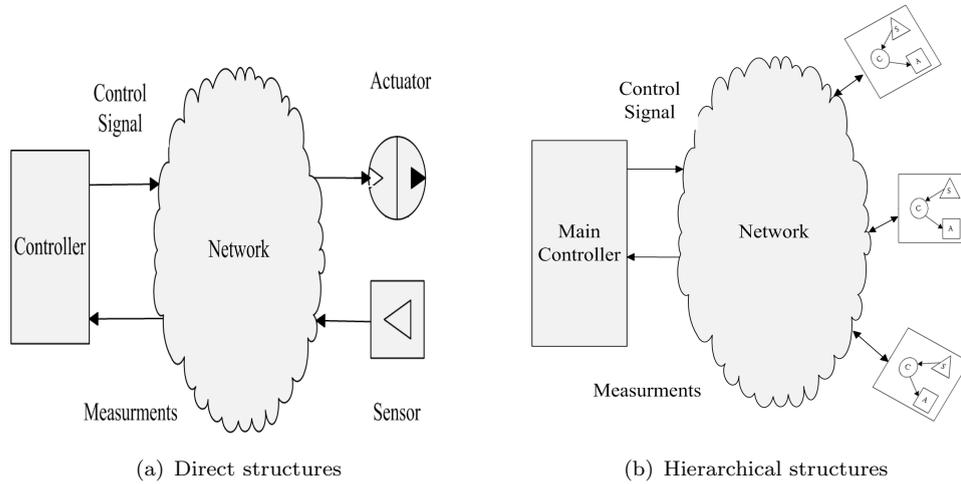 Control
Signal
Actuator
Controller
Network
Measurments
Sensor
(a) Direct structures
Control
Signal
Main
Controller
Network
Measurments
S
C
A
S
C
A
S
C
A
(b) Hierarchical structures